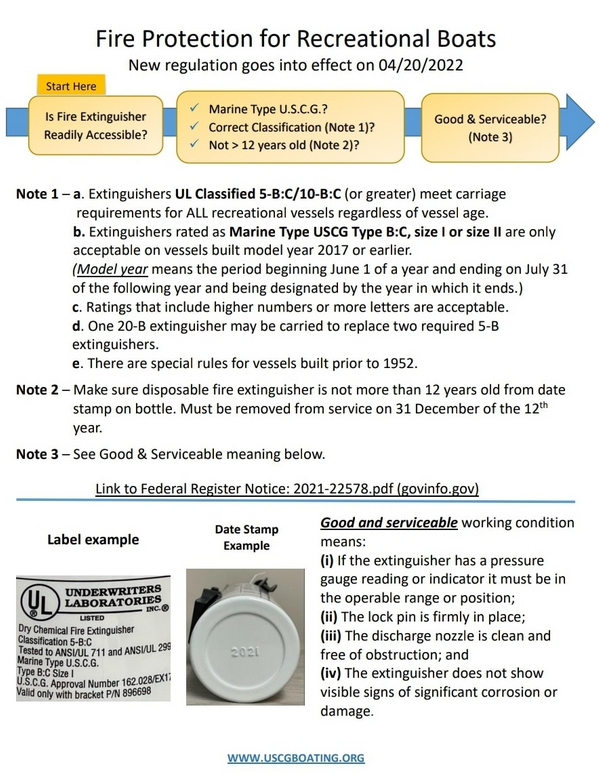 Fire Protection for Recreational Boats
New regulation goes into effect on 04/20/2022
Start Here
Is Fire Extinguisher
Readily Accessible?
✓ Marine Type U.S.C.G.?
✓ Correct Classification (Note 1)?
✓ Not > 12 years old (Note 2)?
Good & Serviceable?
(Note 3)
Note 1 – a. Extinguishers UL Classified 5-B:C/10-B:C (or greater) meet carriage
requirements for ALL recreational vessels regardless of vessel age.
b. Extinguishers rated as Marine Type USCG Type B:C, size I or size II are only
acceptable on vessels built model year 2017 or earlier.
(Model year means the period beginning June 1 of a year and ending on July 31
of the following year and being designated by the year in which it ends.)
c. Ratings that include higher numbers or more letters are acceptable.
d. One 20-B extinguisher may be carried to replace two required 5-B
extinguishers.
e. There are special rules for vessels built prior to 1952.
Note 2 – Make sure disposable fire extinguisher is not more than 12 years old from date
stamp on bottle. Must be removed from service on 31 December of the 12th
year.
Note 3 – See Good & Serviceable meaning below.
Link to Federal Register Notice: 2021-22578.pdf (govinfo.gov)
Label example
UL
UNDERWRITERS
LABORATORIES
INC.®
LISTED
Dry Chemical Fire Extinguisher
Classification 5-B:C
Tested to ANSI/UL 711 and ANSI/UL 299
Marine Type U.S.C.G.
Type B:C Size I
U.S.C.G. Approval Number 162.028/EX1
Valid only with bracket P/N 896698
Date Stamp
Example
2021
Good and serviceable working condition
means:
(i) If the extinguisher has a pressure
gauge reading or indicator it must be in
the operable range or position;
(ii) The lock pin is firmly in place;
(iii) The discharge nozzle is clean and
free of obstruction; and
(iv) The extinguisher does not show
visible signs of significant corrosion or
damage.
WWW.USCGBOATING.ORG